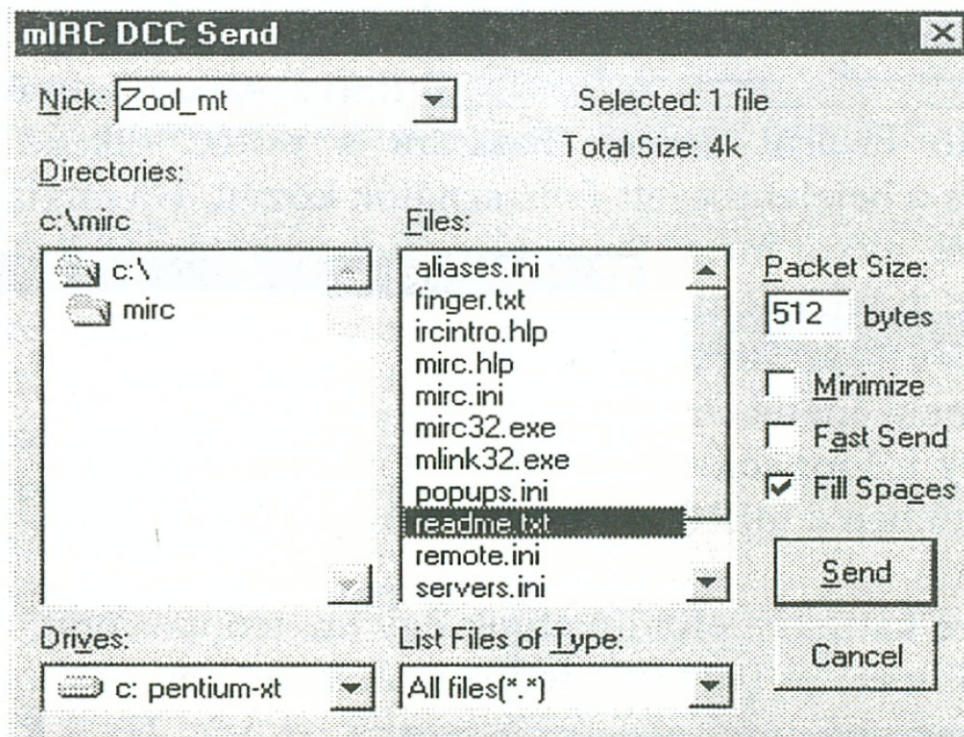 mIRC DCC Send
Nick: Zool_mt
Selected: 1 file
Total Size: 4k
Directories:
c:\mirc
c:\
mirc
Files:
aliases.ini
finger.txt
ircintro.hlp
mirc.hlp
mirc.ini
mirc32.exe
mlink32.exe
popups.ini
readme.txt
remote.ini
servers.ini
Packet Size:
512 bytes
Minimize
Fast Send
Fill Spaces
Send
Cancel
Drives:
c: pentium-xt
List Files of Type:
All files(*.*)